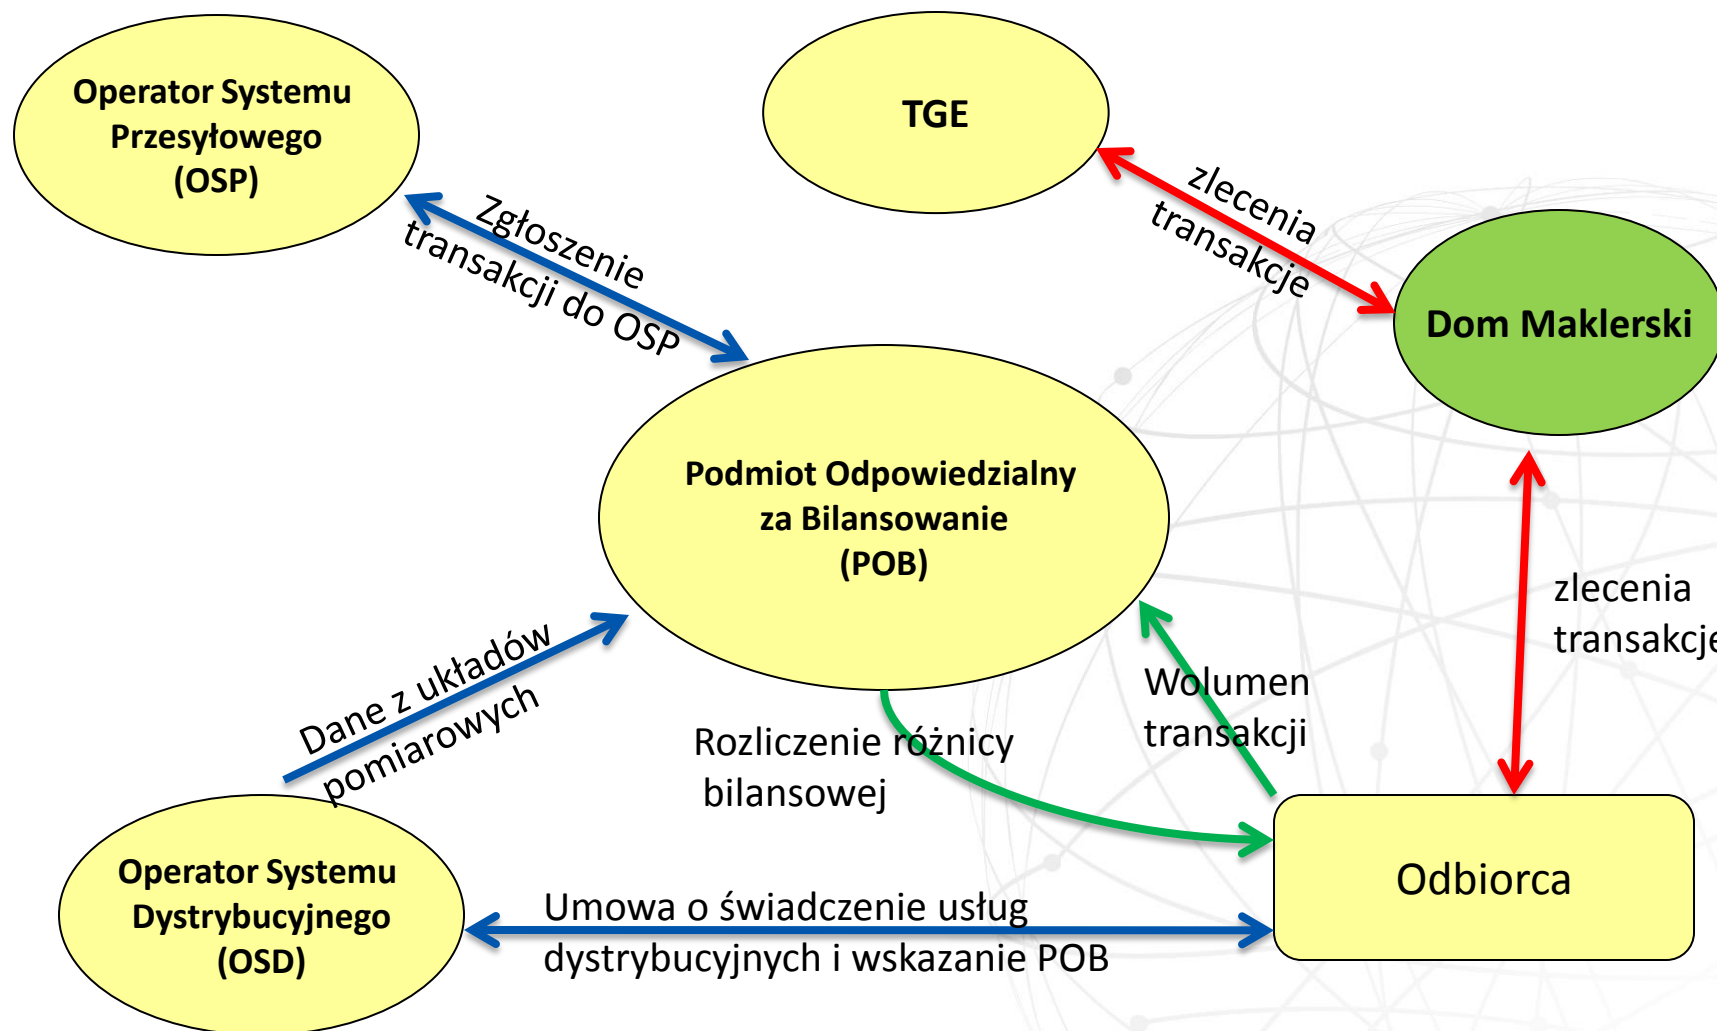 Operator Systemu
Przesyłowego
(OSP)
TGE
zlecenia
transakcje
Zgłoszenie
transakcji do OSP
Dom Maklerski
Podmiot Odpowiedzialny
za Bilansowanie
(POB)
zlecenia
transakcje
Dane z układów
pomiarowych
Wolumen
transakcji
Rozliczenie różnicy
bilansowej
Operator Systemu
Dystrybucyjnego
(OSD)
Umowa o świadczenie usług
dystrybucyjnych i wskazanie POB
Odbiorca